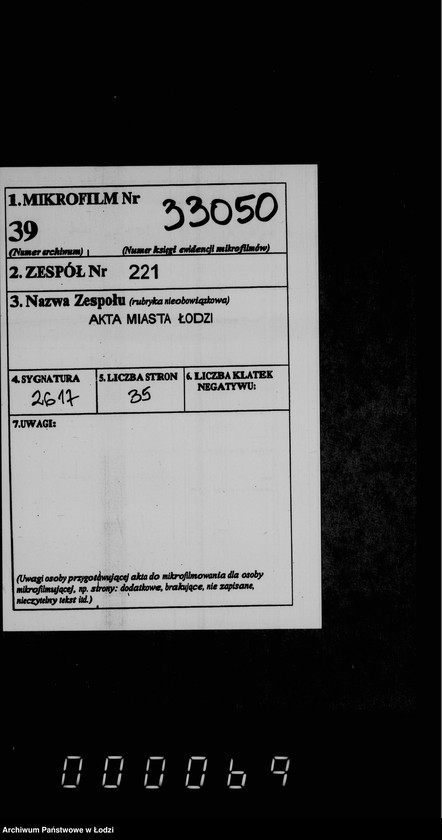 1. MIKROFILM Nr 33050
39
(Numer archiwum) (Numer księgi ewidencji mikrofilmów)
2. ZESPÓŁ Nr 221
3. Nazwa Zespołu (rubryka nieobowiązkowa)
AKTA MIASTA ŁODZI
4. SYGNATURA 5. LICZBA STRON 6. LICZBA KLATEK
NEGATYWU:
2617 35
7. UWAGI:
(Uwagi osoby przygotowującej akta do mikrofilmowania dla osoby
mikrofilmującej, np. strony: dodatkowe, brakujące, nie zapisane,
nieczytelny tekst itd.)
000069
Archiwum Państwowe w Łodzi